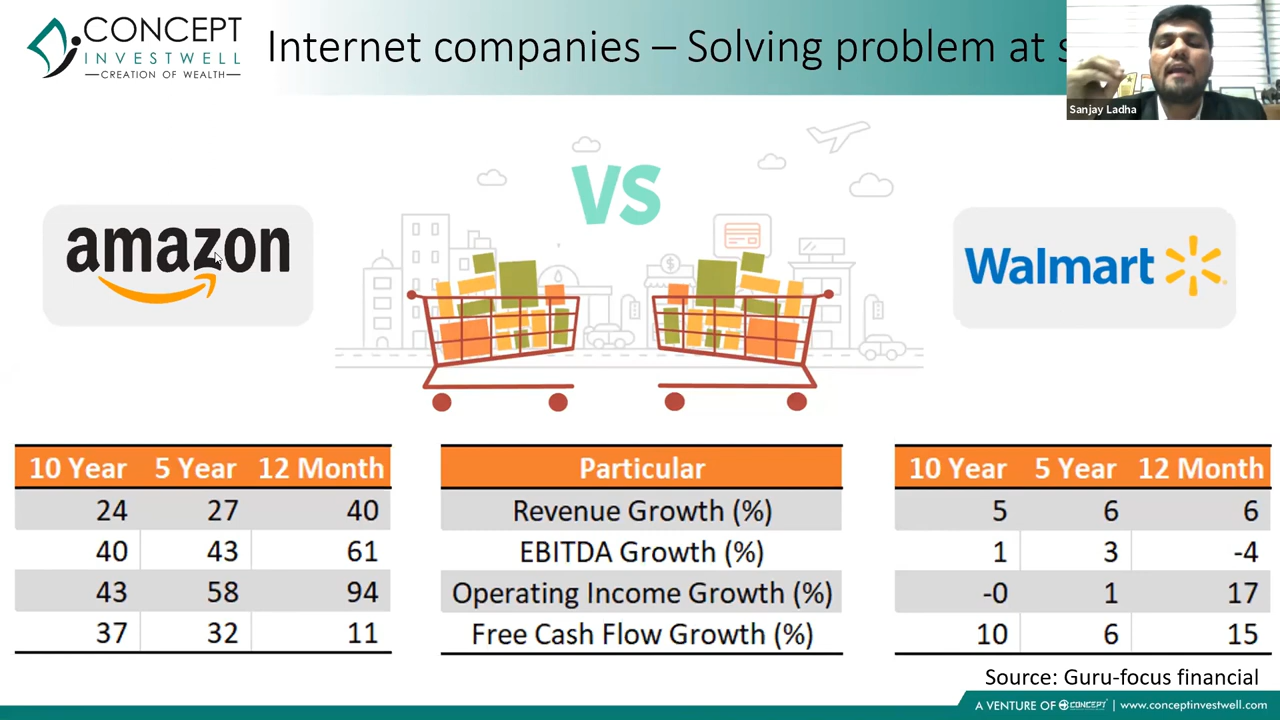 CONCEPT
INVESTWELL
CREATION OF WEALTH
Internet companies – Solving problem at s
Sanjay Ladha
VS
amazon
Walmart
$
10 Year 5 Year 12 Month
24 27 40
40 43 61
43 58 94
37 32 11
Particular
Revenue Growth (%)
EBITDA Growth (%)
Operating Income Growth (%)
Free Cash Flow Growth (%)
10 Year 5 Year 12 Month
5 6 6
1 3 -4
-0 1 17
10 6 15
Source: Guru-focus financial
A VENTURE OF CONCEPT | www.conceptinvestwell.com